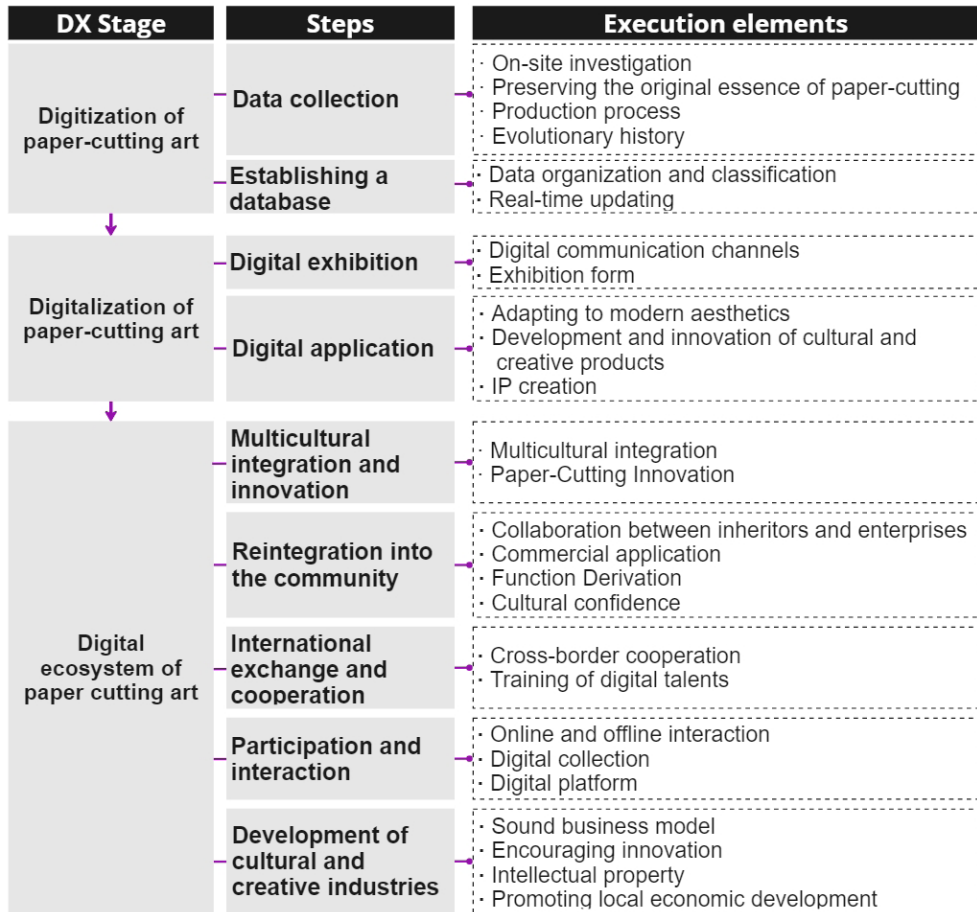 DX Stage
Steps
Execution elements
Digitization of
paper-cutting art
Data collection
· On-site investigation
· Preserving the original essence of paper-cutting
· Production process
· Evolutionary history
Establishing a
database
· Data organization and classification
· Real-time updating
Digitalization of
paper-cutting art
Digital exhibition
· Digital communication channels
· Exhibition form
Digital application
· Adapting to modern aesthetics
· Development and innovation of cultural and
creative products
· IP creation
Digital
ecosystem of
paper cutting art
Multicultural
integration and
innovation
· Multicultural integration
· Paper-Cutting Innovation
Reintegration into
the community
· Collaboration between inheritors and enterprises
· Commercial application
· Function Derivation
· Cultural confidence
International
exchange and
cooperation
· Cross-border cooperation
· Training of digital talents
Participation and
interaction
· Online and offline interaction
· Digital collection
· Digital platform
Development of
cultural and
creative industries
· Sound business model
· Encouraging innovation
· Intellectual property
· Promoting local economic development